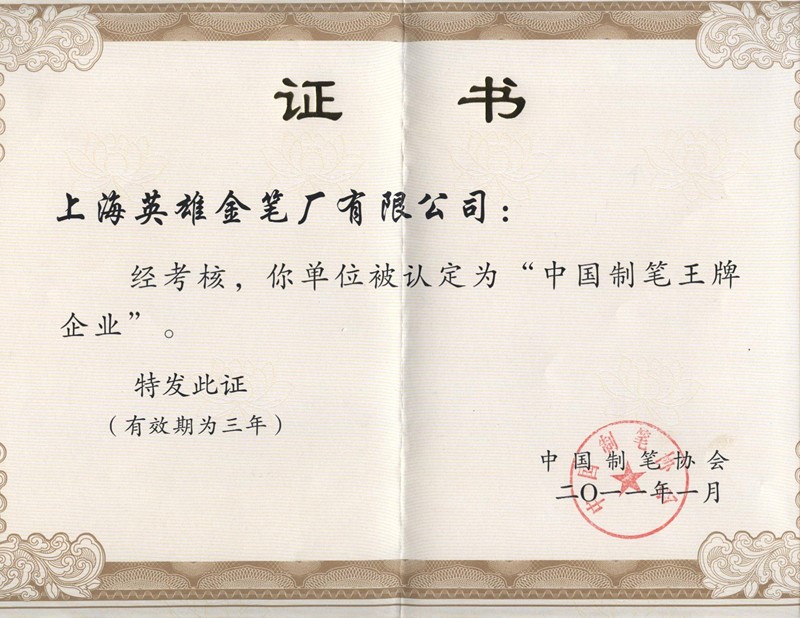 证书
上海英雄金笔厂有限公司：
经考核，你单位被认定为“中国制笔王牌
企业”。
特发此证
（有效期为三年）
中国制笔协会
二〇一一年一月
中国制笔协会